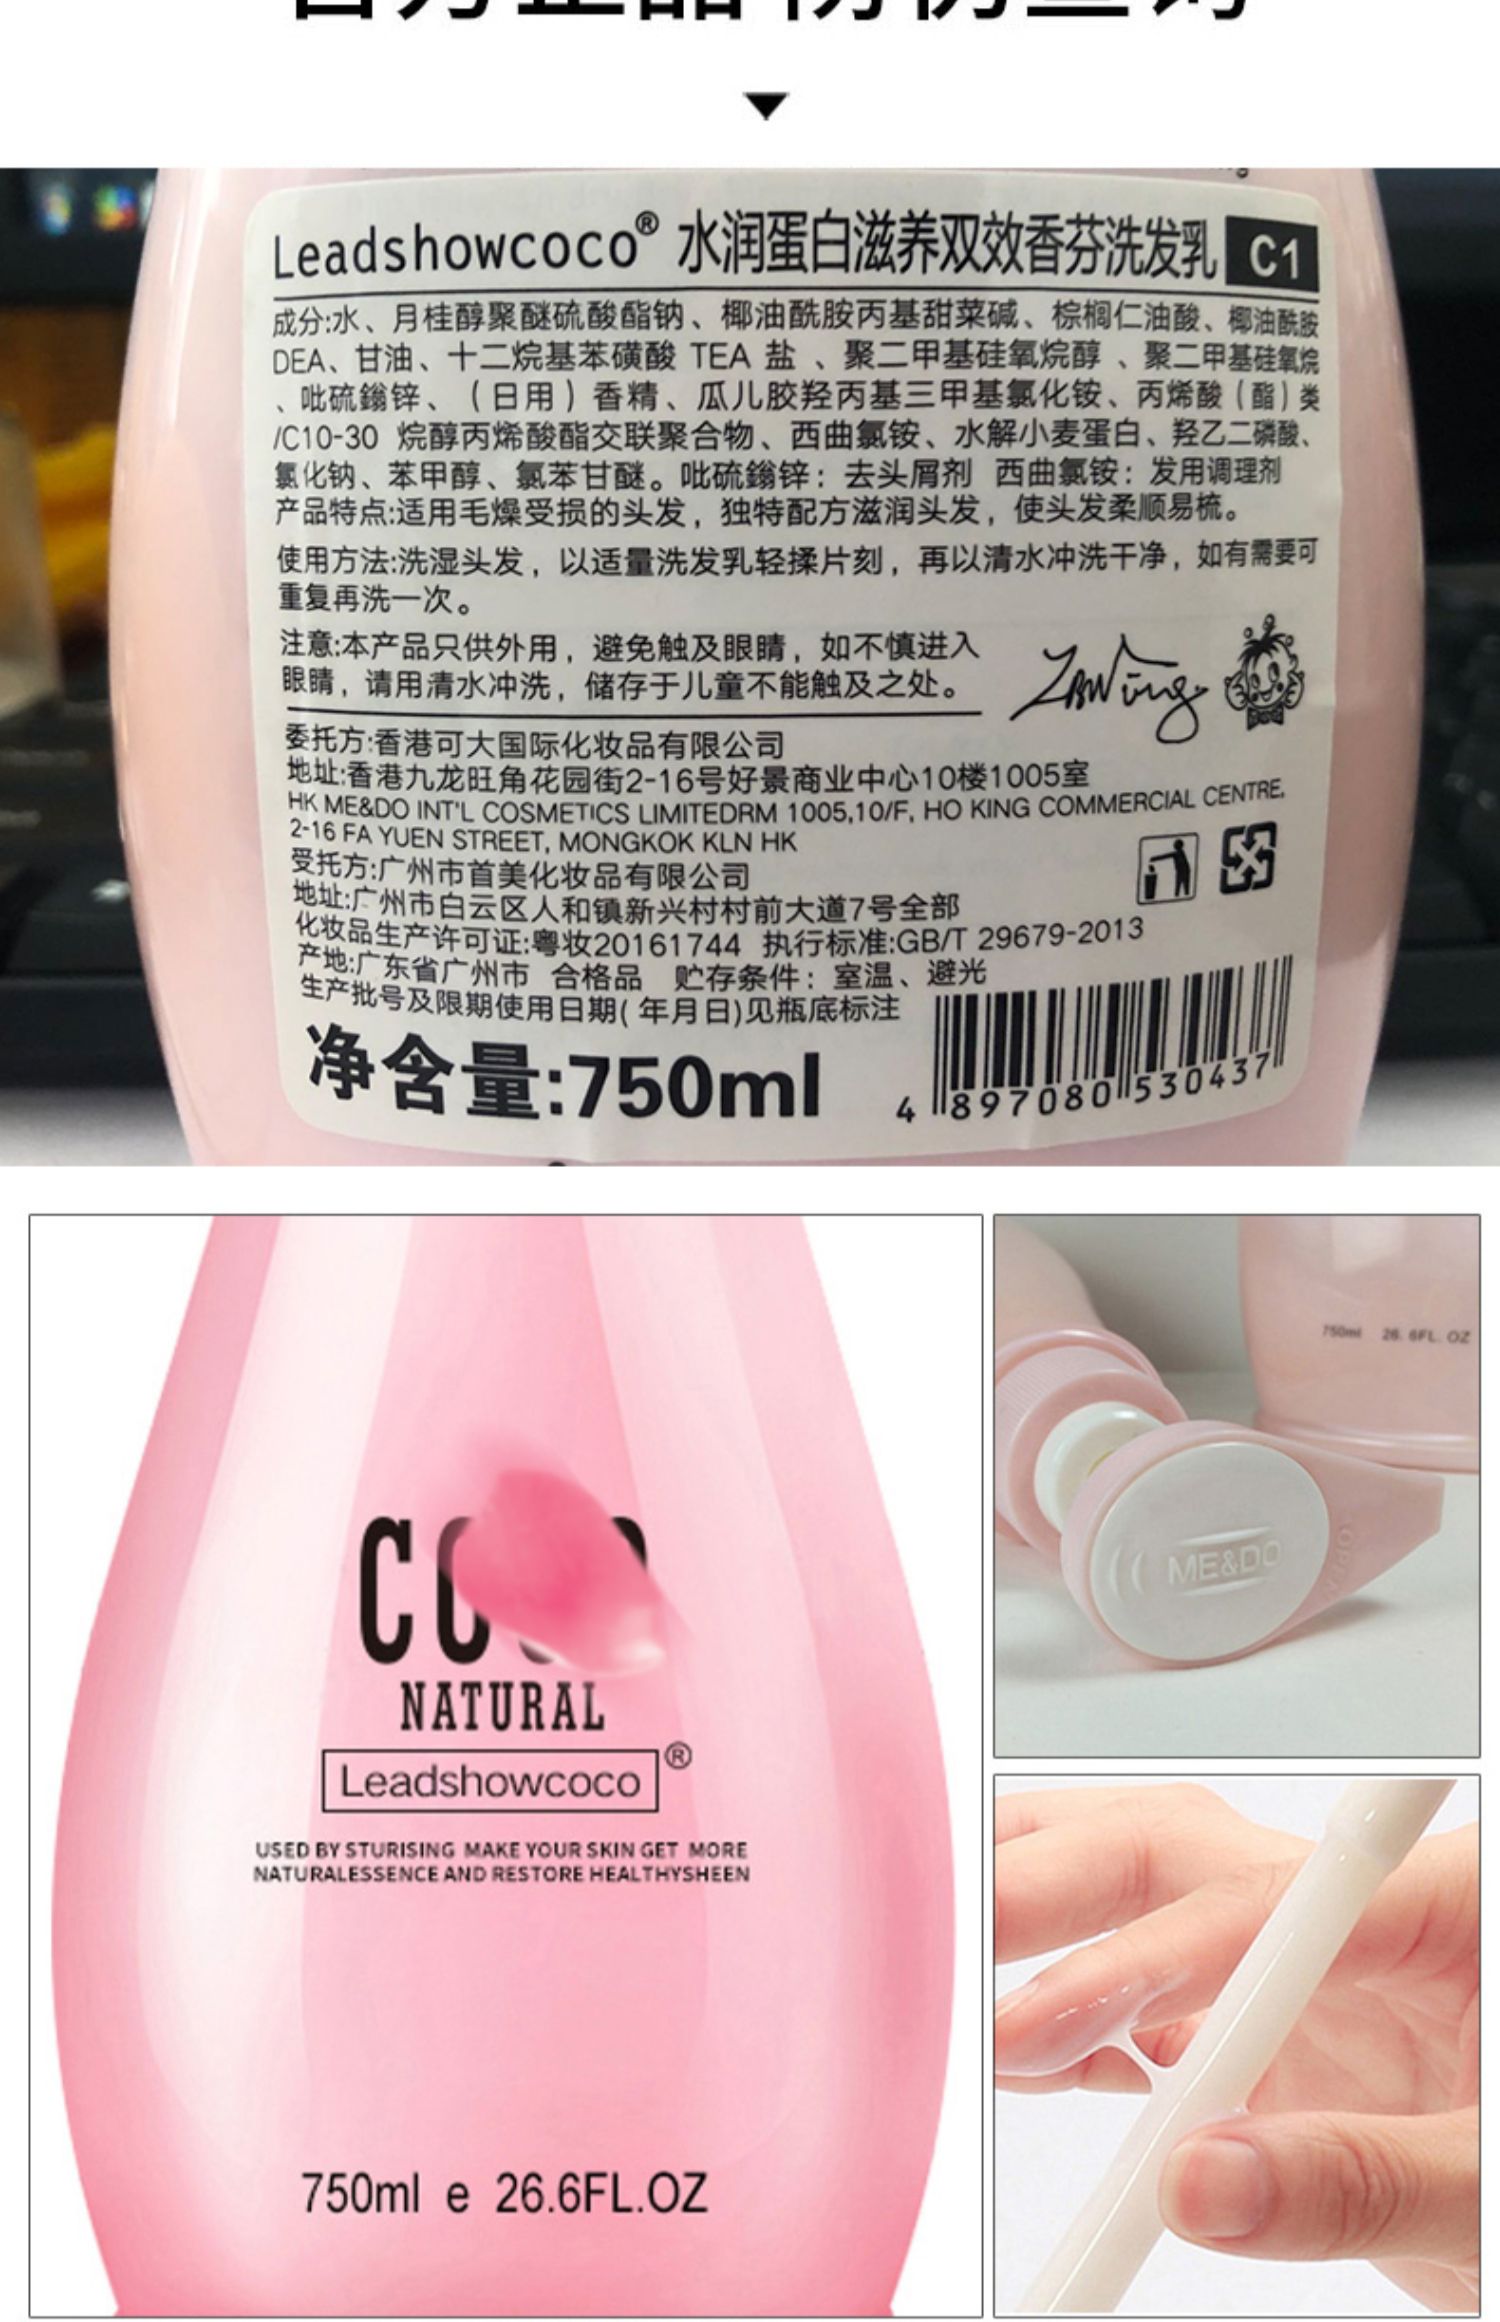 Leadshowcoco® 水润蛋白滋养双效香芬洗发乳 C1
成分:水、月桂醇聚醚硫酸酯钠、椰油酰胺丙基甜菜碱、棕榈仁油酸、椰油酰胺
DEA、甘油、十二烷基苯磺酸 TEA 盐 、聚二甲基硅氧烷醇 、聚二甲基硅氧烷
、吡硫鎓锌、（日用）香精、瓜儿胶羟丙基三甲基氯化铵、丙烯酸（酯）类
/C10-30 烷醇丙烯酸酯交联聚合物、西曲氯铵、水解小麦蛋白、羟乙二磷酸、
氯化钠、苯甲醇、氯苯甘醚。吡硫鎓锌：去头屑剂 西曲氯铵：发用调理剂
产品特点:适用毛燥受损的头发，独特配方滋润头发，使头发柔顺易梳。
使用方法:洗湿头发，以适量洗发乳轻揉片刻，再以清水冲洗干净，如有需要可
重复再洗一次。
注意:本产品只供外用，避免触及眼睛，如不慎进入
眼睛，请用清水冲洗，储存于儿童不能触及之处。
委托方:香港可大国际化妆品有限公司
地址:香港九龙旺角花园街2-16号好景商业中心10楼1005室
HK ME&DO INT'L COSMETICS LIMITEDRM 1005,10/F, HO KING COMMERCIAL CENTRE,
2-16 FA YUEN STREET, MONGKOK KLN HK
受托方:广州市首美化妆品有限公司
地址:广州市白云区人和镇新兴村村前大道7号全部
化妆品生产许可证:粤妆20161744 执行标准:GB/T 29679-2013
产地:广东省广州市 合格品 贮存条件：室温、避光
生产批号及限期使用日期( 年月日)见瓶底标注
净含量:750ml
4 897080 530437
NATURAL
Leadshowcoco®
USED BY STURISING MAKE YOUR SKIN GET MORE
NATURALESSENCE AND RESTORE HEALTHYSHEEN
750ml e 26.6FL.OZ
750ml 26. 6FL. OZ
ME&DO